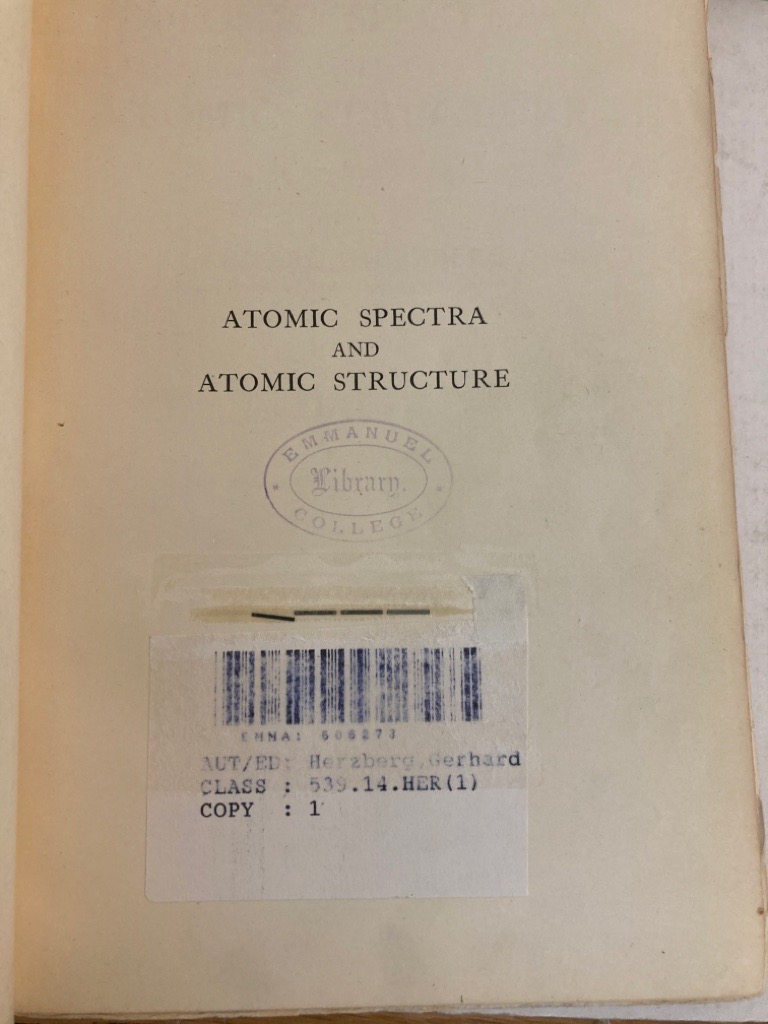 ATOMIC SPECTRA
AND
ATOMIC STRUCTURE
EMMANUEL
Library.
COLLEGE
EMMA: 606273
AUT/ED: Herzberg,Gerhard
CLASS : 539.14.HER(1)
COPY : 1